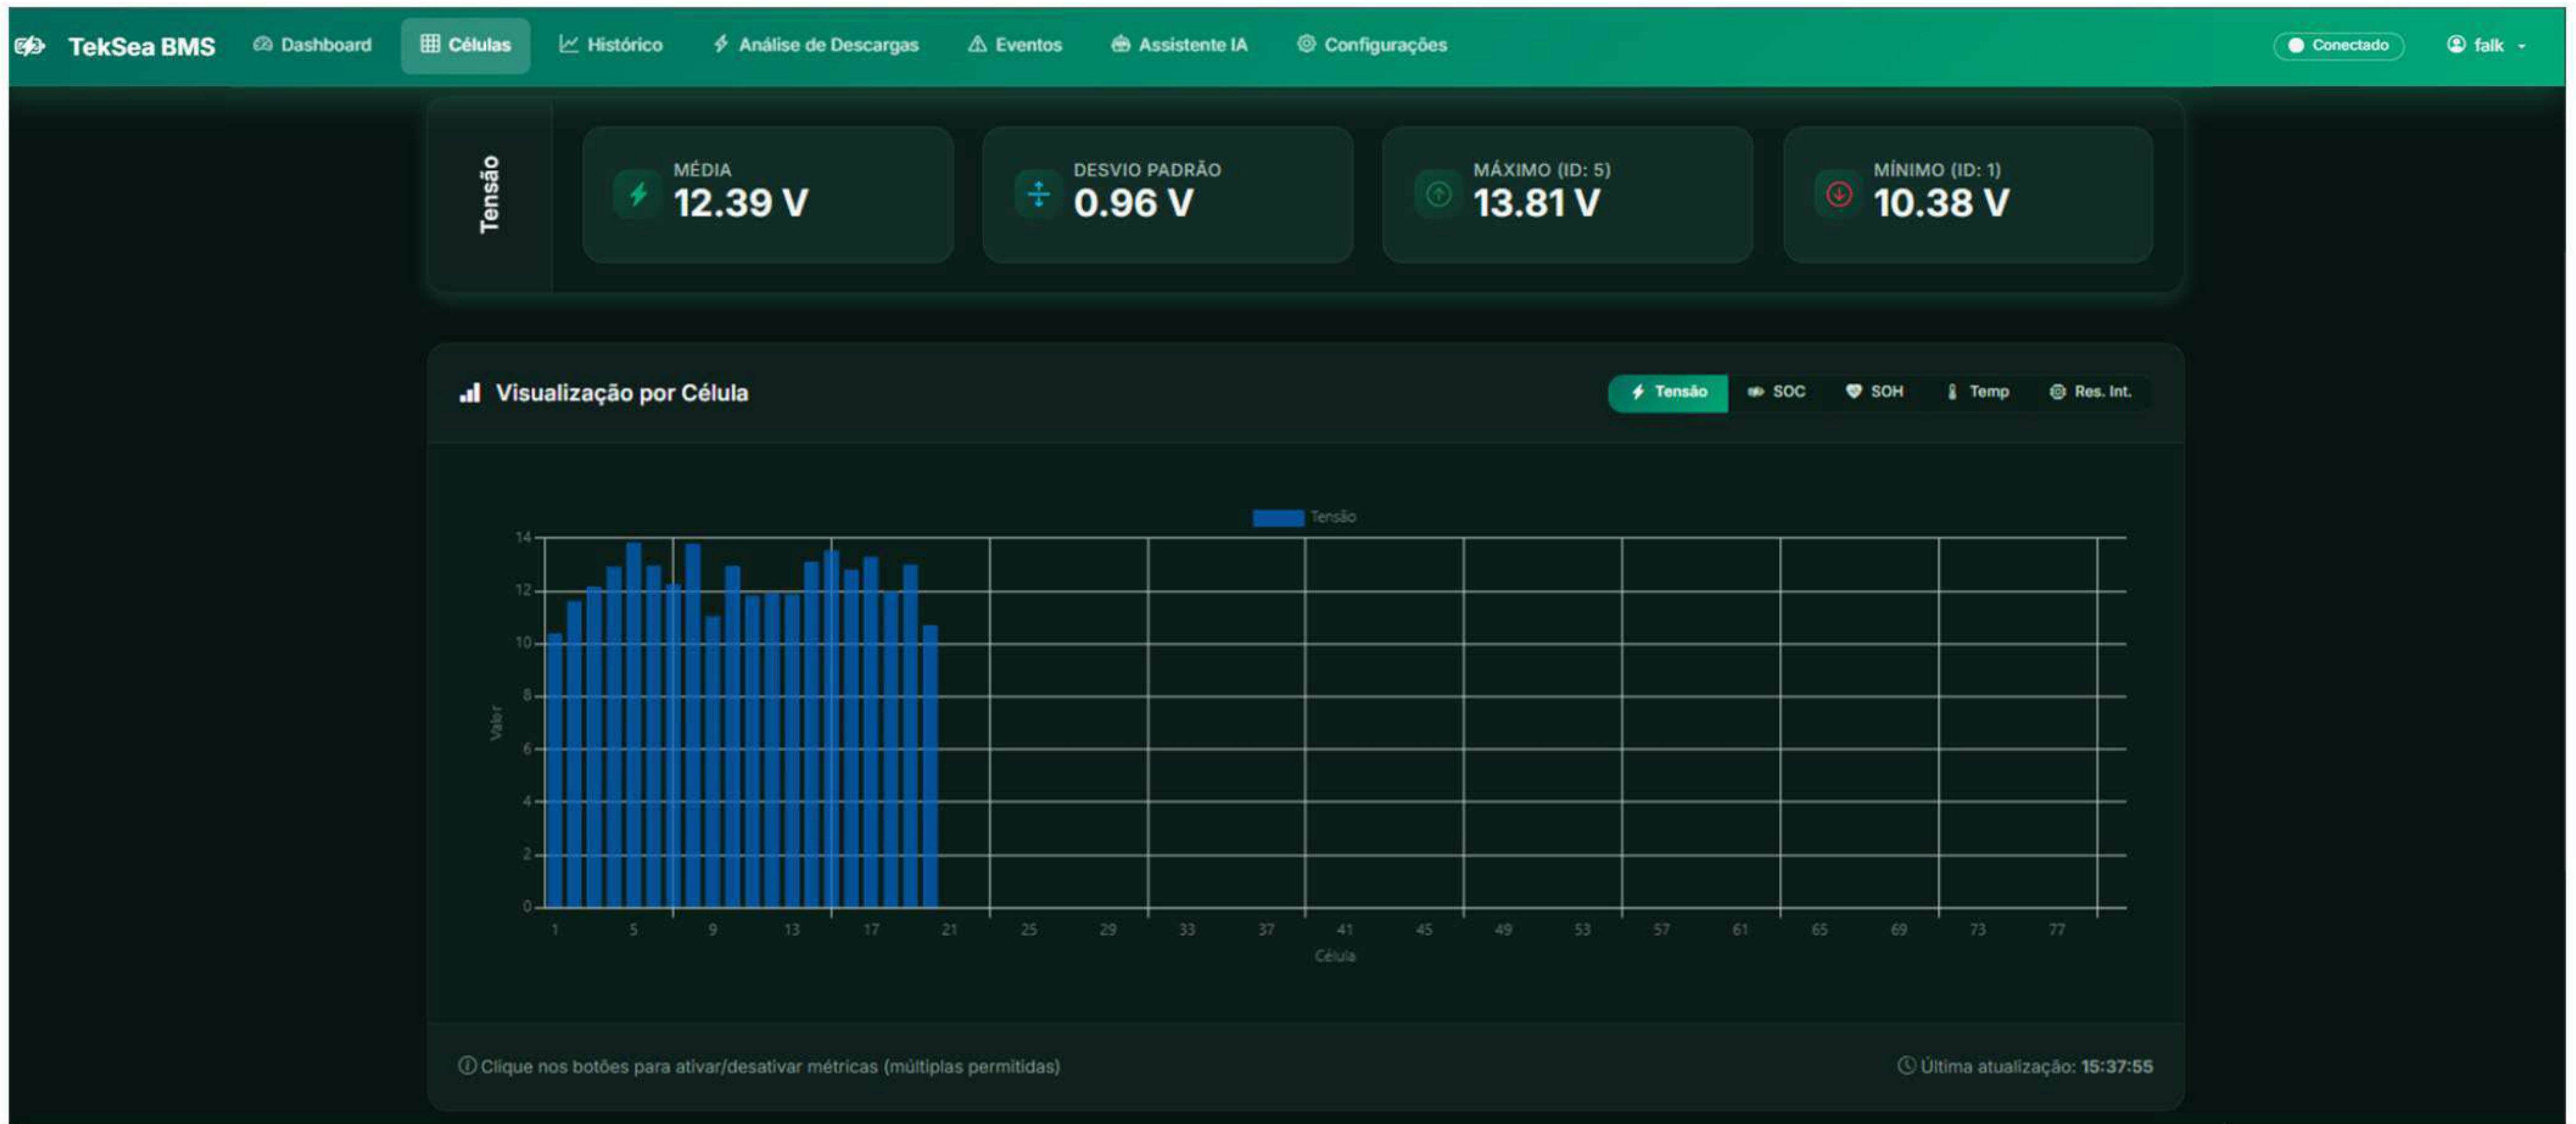 TekSea BMS Dashboard Células Histórico Análise de Descargas Eventos Assistente IA Configurações Conectado falk
Tensão
MÉDIA
12.39 V
DESVIO PADRÃO
0.96 V
MÁXIMO (ID: 5)
13.81 V
MÍNIMO (ID: 1)
10.38 V
Visualização por Célula
Tensão SOC SOH Temp Res. Int.
Tensão
14
12
10
8
6
4
2
0
Valor
1 5 9 13 17 21 25 29 33 37 41 45 49 53 57 61 65 69 73 77
Célula
Clique nos botões para ativar/desativar métricas (múltiplas permitidas)
Última atualização: 15:37:55